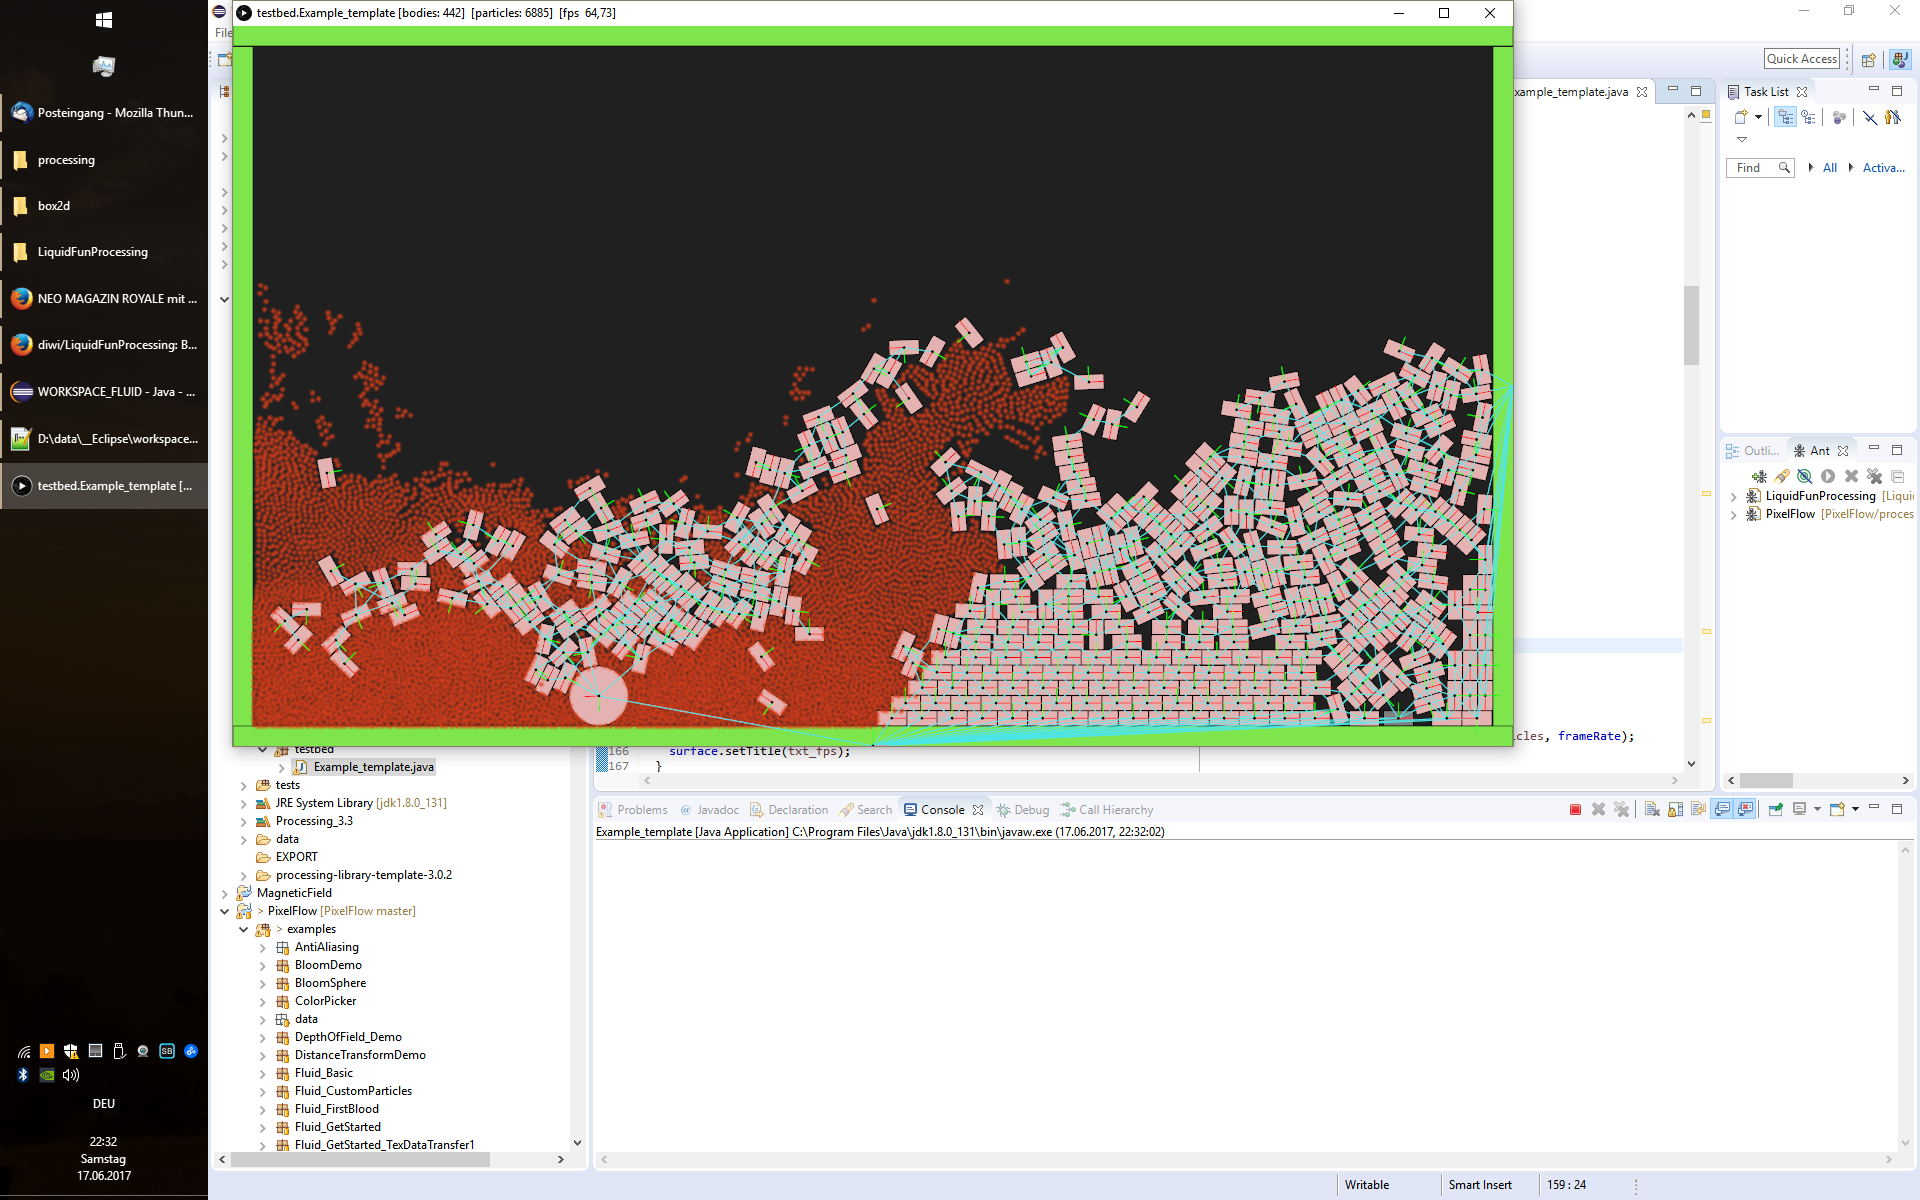 testbed.Example_template [bodies: 442]  [particles: 6885]  [fps  64,73]
File
Quick Access
Posteingang - Mozilla Thun...
processing
box2d
LiquidFunProcessing
NEO MAGAZIN ROYALE mit ...
diwi/LiquidFunProcessing: B...
WORKSPACE_FLUID - Java - ...
D:\data\__Eclipse\workspace...
testbed.Example_template [...
xample_template.java
Task List
Find
All
Activa...
Outli...
Ant
LiquidFunProcessing [Liqui
PixelFlow [PixelFlow/proces
cles, frameRate);
166 surface.setTitle(txt_fps);
167 }
testbed
Example_template.java
tests
JRE System Library [jdk1.8.0_131]
Processing_3.3
data
EXPORT
processing-library-template-3.0.2
MagneticField
> PixelFlow [PixelFlow master]
> examples
AntiAliasing
BloomDemo
BloomSphere
ColorPicker
data
DepthOfField_Demo
DistanceTransformDemo
Fluid_Basic
Fluid_CustomParticles
Fluid_FirstBlood
Fluid_GetStarted
Fluid_GetStarted_TexDataTransfer1
Problems
@ Javadoc
Declaration
Search
Console
Debug
Call Hierarchy
Example_template [Java Application] C:\Program Files\Java\jdk1.8.0_131\bin\javaw.exe (17.06.2017, 22:32:02)
SB
DEU
22:32
Samstag
17.06.2017
Writable
Smart Insert
159 : 24